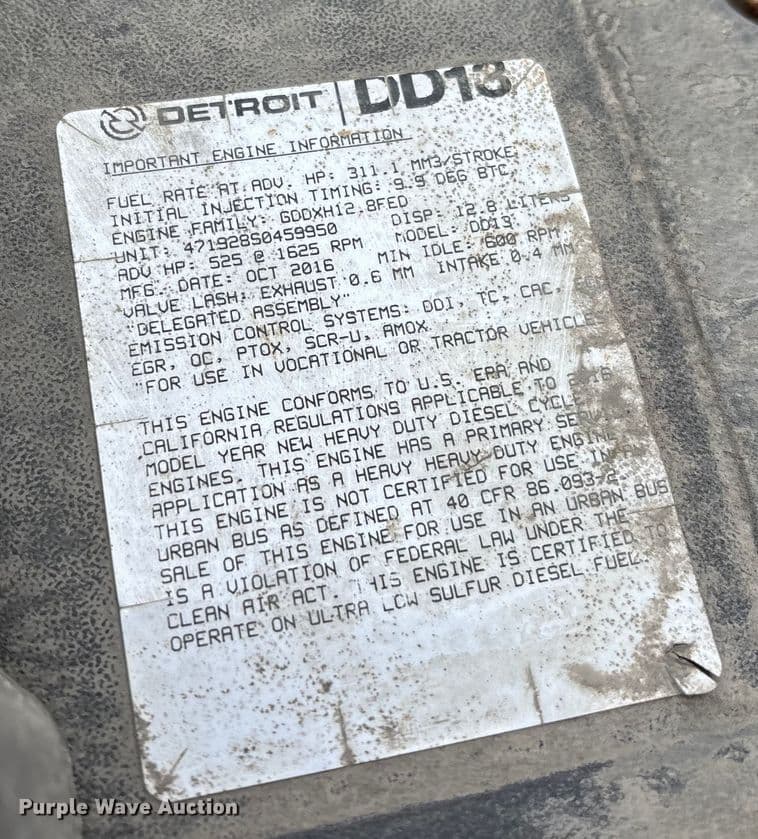 DETROIT | DD13
IMPORTANT ENGINE INFORMATION
FUEL RATE AT ADV. HP: 311.1 MM3/STROKE
INITIAL INJECTION TIMING: 9.9 DEG BTC
ENGINE FAMILY: GDDXH12.8FED DISP: 12.8 LITERS
UNIT: 471928S0459950 MODEL: DD13
ADV HP: 525 @ 1625 RPM MIN IDLE: 600 RPM
MFG. DATE: OCT 2016 INTAKE 0.4 MM
VALVE LASH: EXHAUST 0.6 MM
"DELEGATED ASSEMBLY"
EMISSION CONTROL SYSTEMS: DDI, TC, CAC,
EGR, OC, PTOX, SCR-U, AMOX.
"FOR USE IN VOCATIONAL OR TRACTOR VEHICLE
THIS ENGINE CONFORMS TO U.S. EPA AND
CALIFORNIA REGULATIONS APPLICABLE TO
MODEL YEAR NEW HEAVY DUTY DIESEL CYCLE
ENGINES. THIS ENGINE HAS A PRIMARY
APPLICATION AS A HEAVY HEAVY-DUTY ENGINE
THIS ENGINE IS NOT CERTIFIED FOR USE IN
URBAN BUS AS DEFINED AT 40 CFR 86.093-2
SALE OF THIS ENGINE FOR USE IN AN URBAN BUS
IS A VIOLATION OF FEDERAL LAW UNDER THE
CLEAN AIR ACT. THIS ENGINE IS CERTIFIED TO
OPERATE ON ULTRA LOW SULFUR DIESEL FUEL.
Purple Wave Auction